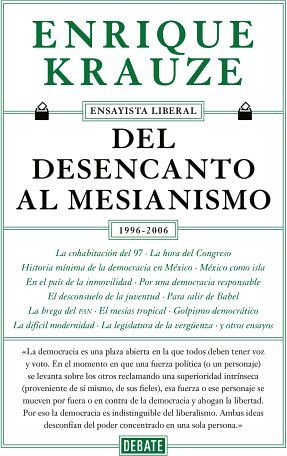 ENRIQUE
KRAUZE
ENSAYISTA LIBERAL
DEL
DESENCANTO
AL MESIANISMO
1996-2006
La cohabitación del 97 · La hora del Congreso
Historia mínima de la democracia en México · México como isla
En el país de la inmovilidad · Por una democracia responsable
El desconsuelo de la juventud · Para salir de Babel
La brega del PAN · El mesías tropical · Golpismo democrático
La difícil modernidad · La legislatura de la vergüenza · y otros ensayos
«La democracia es una plaza abierta en la que todos deben tener voz
y voto. En el momento en que una fuerza política (o un personaje)
se levanta sobre los otros reclamando una superioridad intrínseca
(proveniente de sí mismo, de sus fieles), esa fuerza o ese personaje se
mueven por fuera o en contra de la democracia y ahogan la libertad.
Por eso la democracia es indistinguible del liberalismo. Ambas ideas
desconfían del poder concentrado en una sola persona.»
DEBATE